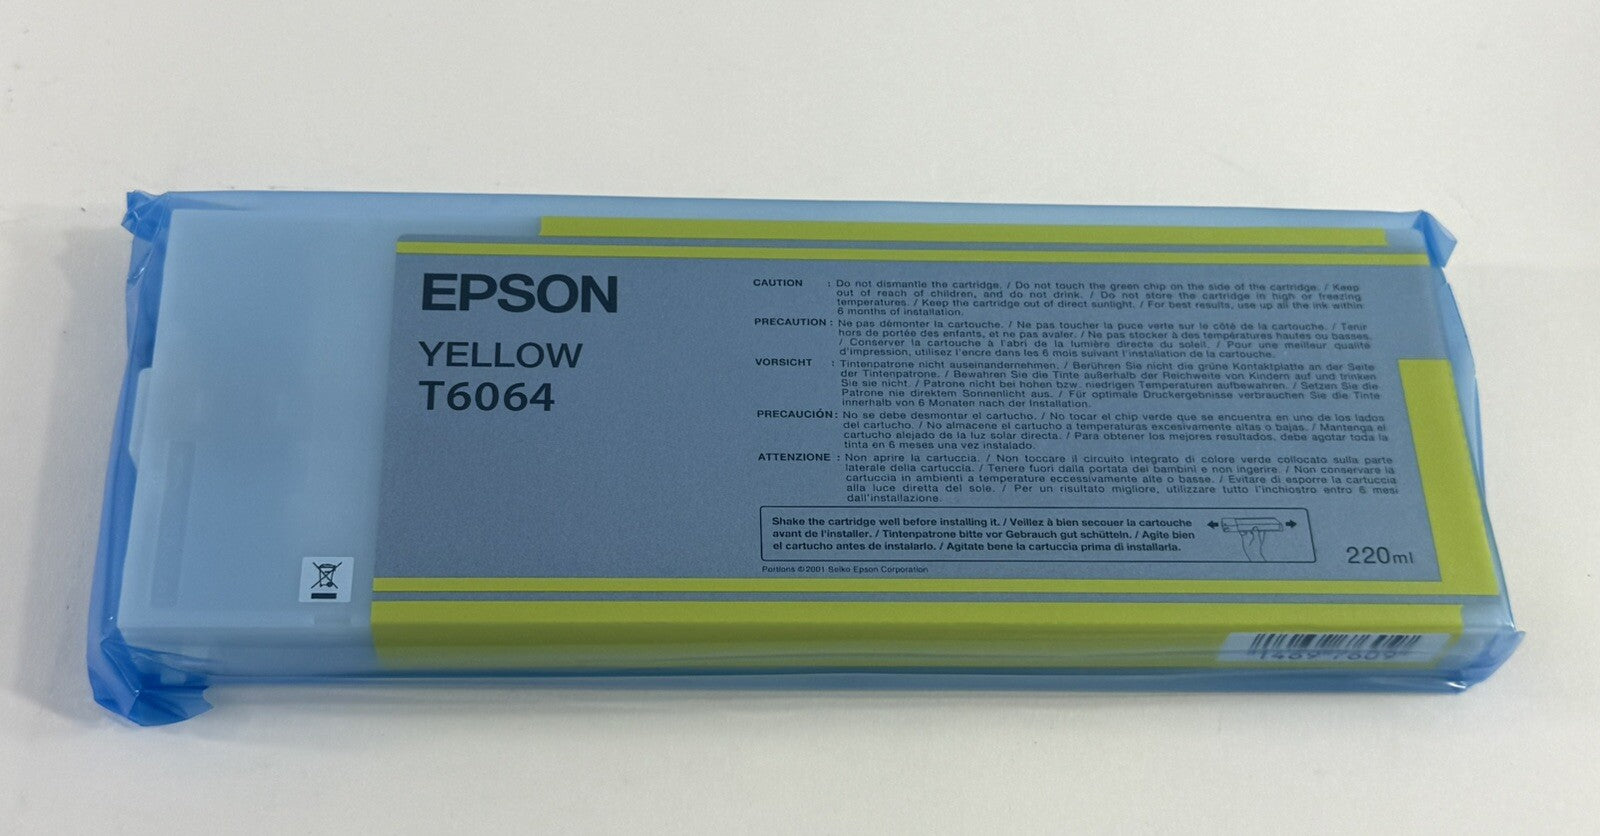 EPSON
YELLOW
T6064
CAUTION : Do not dismantle the cartridge. / Do not touch the green chip on the side of the cartridge. / Keep
out of reach of children, and do not drink. / Do not store the cartridge in high or freezing
temperatures. / Keep the cartridge out of direct sunlight. / For best results, use up all the ink within
6 months of installation.
PRECAUTION : Ne pas démonter la cartouche. / Ne pas toucher la puce verte sur le côté de la cartouche. / Tenir
hors de portée des enfants, et ne pas avaler. / Ne pas stocker à des températures hautes ou basses.
/ Conserver la cartouche à l'abri de la lumière directe du soleil. / Pour une meilleur qualité
d'impression, utilisez l'encre dans les 6 mois suivant l'installation de la cartouche.
VORSICHT : Tintenpatrone nicht auseinandernehmen. / Berühren Sie nicht die grüne Kontaktplatte an der Seite
der Tintenpatrone. / Bewahren Sie die Tinte außerhalb der Reichweite von Kindern auf und trinken
Sie sie nicht. / Patrone nicht bei hohen bzw. niedrigen Temperaturen aufbewahren. / Setzen Sie die
Patrone nie direktem Sonnenlicht aus. / Für optimale Druckergebnisse verbrauchen Sie die Tinte
innerhalb von 6 Monaten nach der Installation.
PRECAUCIÓN : No se debe desmontar el cartucho. / No tocar el chip verde que se encuentra en uno de los lados
del cartucho. / No almacene el cartucho a temperaturas excesivamente altas o bajas. / Mantenga el
cartucho alejado de la luz solar directa. / Para obtener los mejores resultados, debe agotar toda la
tinta en 6 meses una vez instalado.
ATTENZIONE : Non aprire la cartuccia. / Non toccare il circuito integrato di colore verde collocato sulla parte
laterale della cartuccia. / Tenere fuori dalla portata dei bambini e non ingerire. / Non conservare la
cartuccia in ambienti a temperature eccessivamente alte o basse. / Evitare di esporre la cartuccia
alla luce diretta del sole. / Per un risultato migliore, utilizzare tutto l'inchiostro entro 6 mesi
dall'installazione.
Shake the cartridge well before installing it. / Veillez à bien secouer la cartouche
avant de l'installer. / Tintenpatrone bitte vor Gebrauch gut schütteln. / Agite bien
el cartucho antes de instalarlo. / Agitate bene la cartuccia prima di installarla.
220ml
Portions ©2001 Seiko Epson Corporation